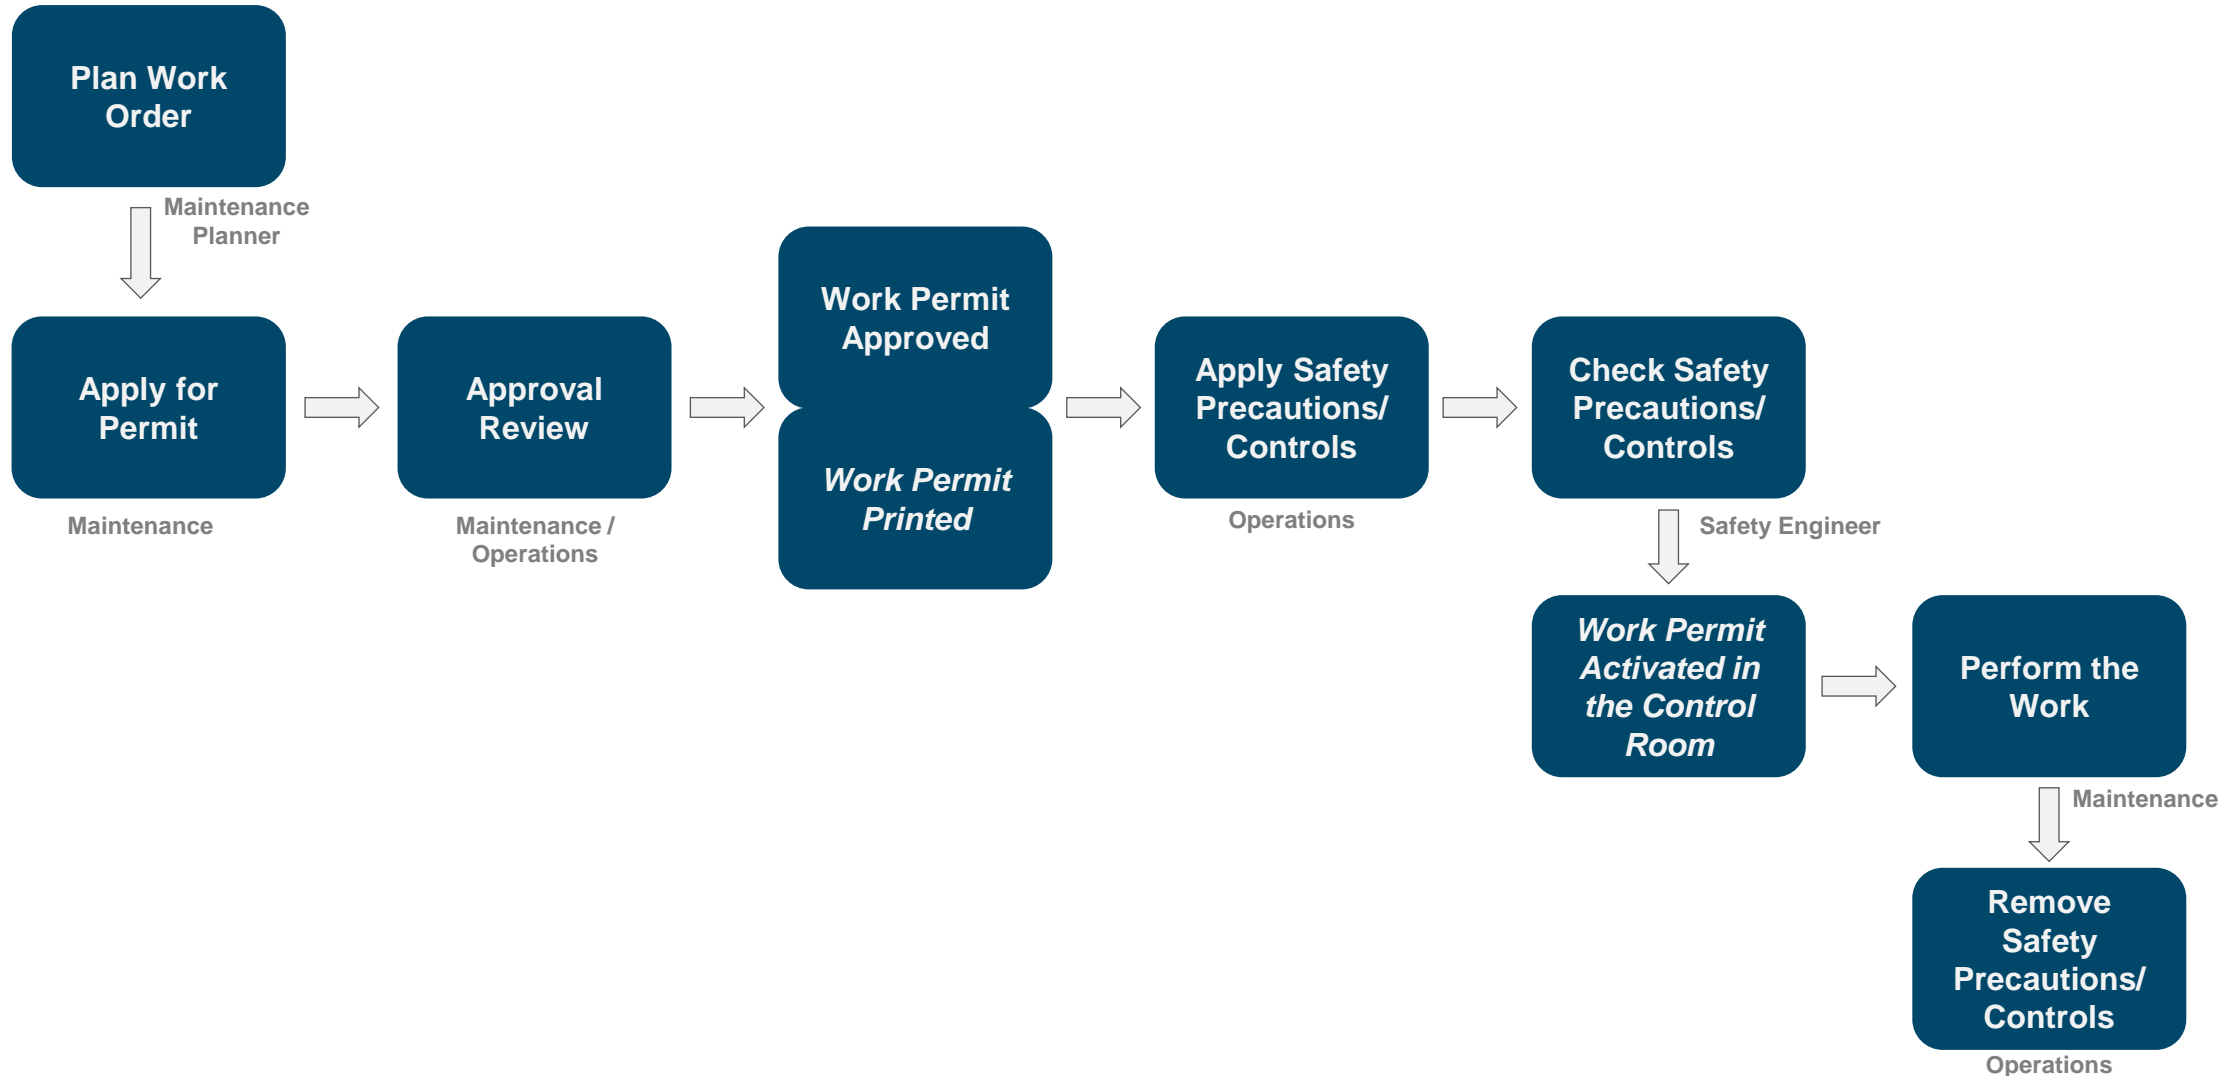 Plan Work
Order
Maintenance
Planner
Apply for
Permit
Maintenance
Approval
Review
Maintenance /
Operations
Work Permit
Approved
Work Permit
Printed
Apply Safety
Precautions/
Controls
Operations
Check Safety
Precautions/
Controls
Safety Engineer
Work Permit
Activated in
the Control
Room
Perform the
Work
Maintenance
Remove
Safety
Precautions/
Controls
Operations